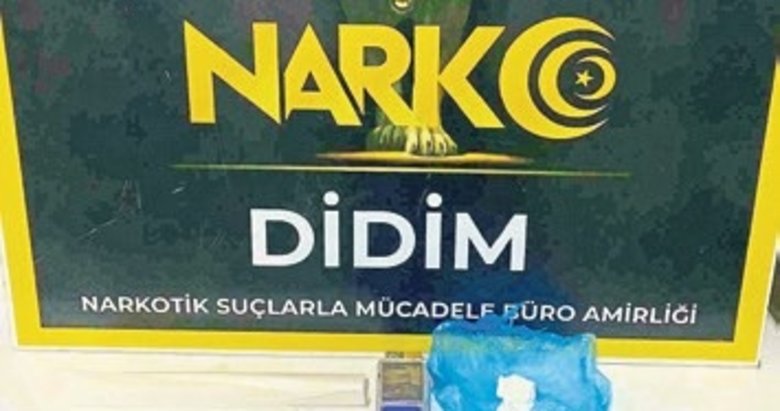 NARKO
DİDİM
NARKOTİK SUÇLARLA MÜCADELE BÜRO AMİRLİĞİ